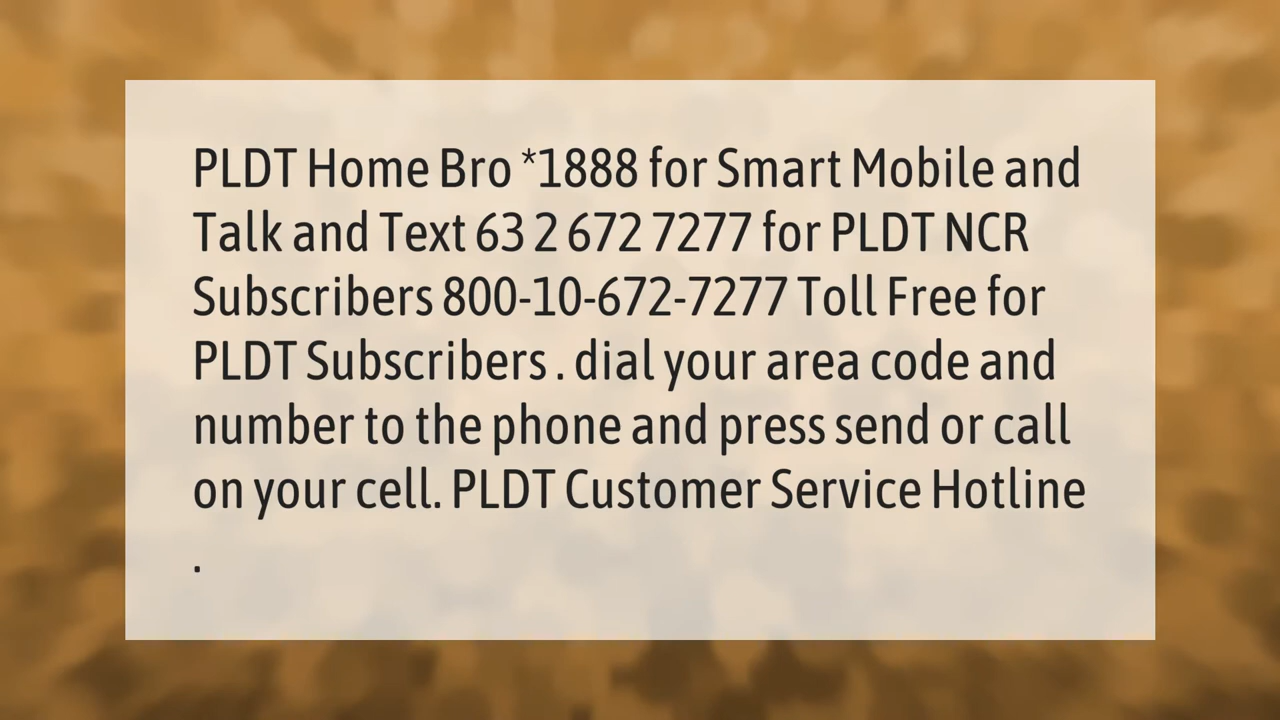 PLDT Home Bro *1888 for Smart Mobile and
Talk and Text 63 2 672 7277 for PLDT NCR
Subscribers 800-10-672-7277 Toll Free for
PLDT Subscribers . dial your area code and
number to the phone and press send or call
on your cell. PLDT Customer Service Hotline
.